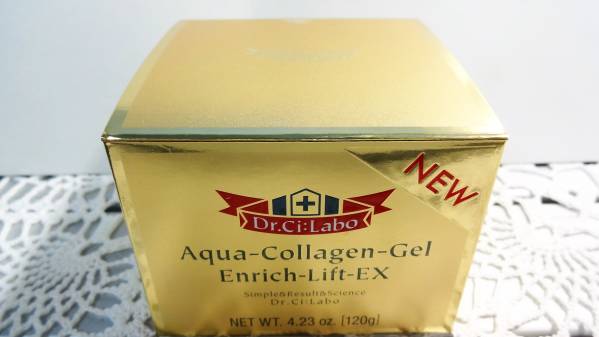 NEW
Dr.Ci:Labo
Aqua-Collagen-Gel
Enrich-Lift-EX
Simple&Result&Science
Dr.Ci:Labo
NET WT. 4.23 oz. [120g]